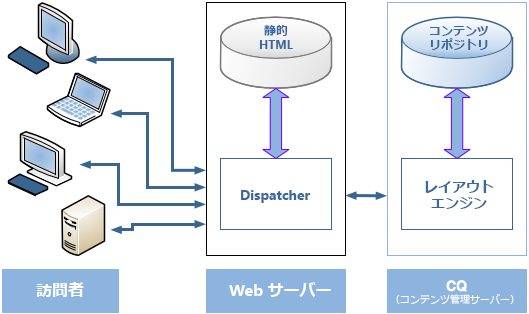 静的
HTML
コンテンツ
リポジトリ
Dispatcher
レイアウト
エンジン
訪問者
Web サーバー
CQ
（コンテンツ管理サーバー）